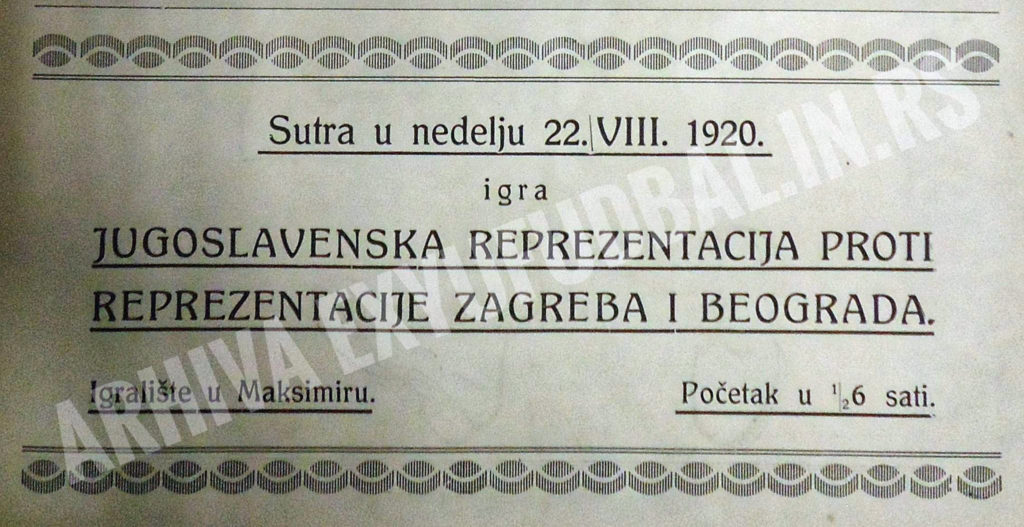 Sutra u nedelju 22. VIII. 1920.
igra
JUGOSLAVENSKA REPREZENTACIJA PROTI
REPREZENTACIJE ZAGREBA I BEOGRADA.
Igralište u Maksimiru. Početak u ½6 sati.
ARHIVA EXYUFUDBAL.IN.RS